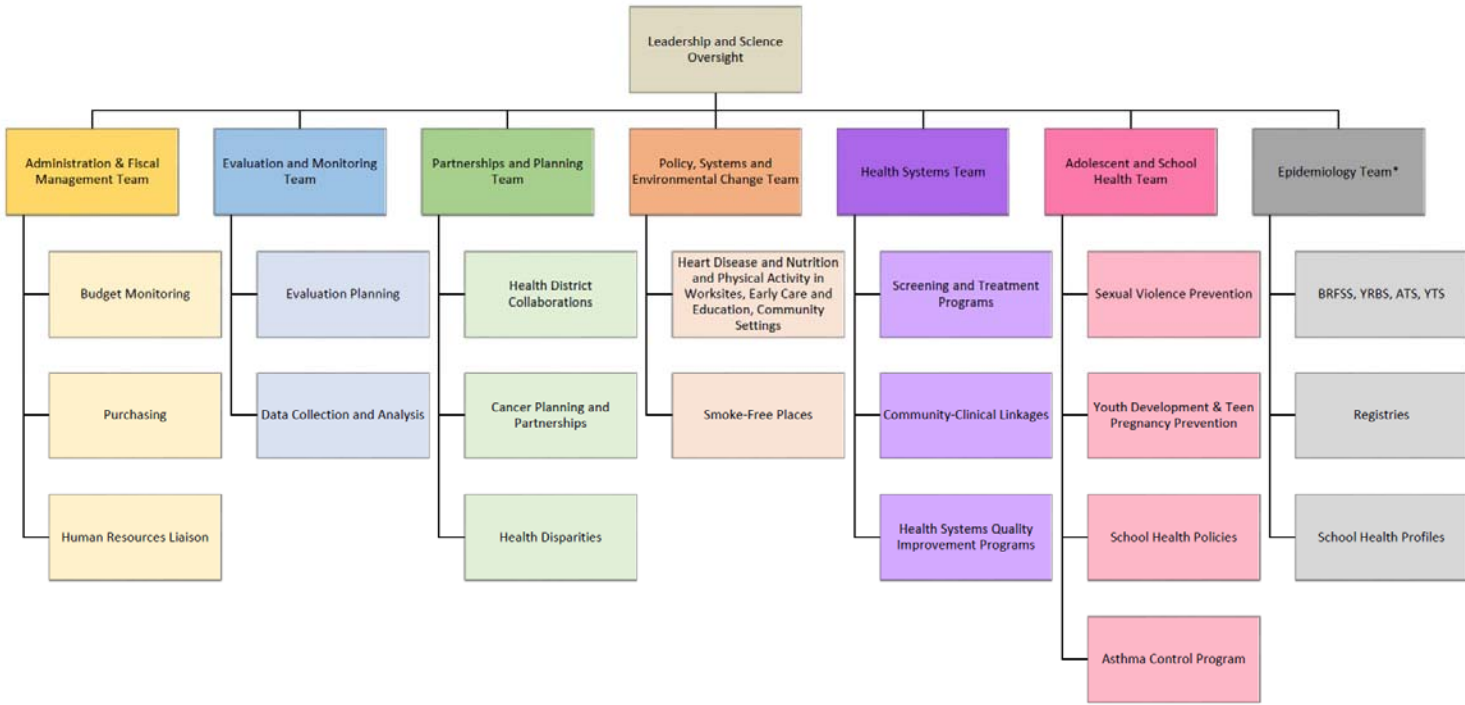 Leadership and Science
Oversight
Administration & Fiscal
Management Team
Evaluation and Monitoring
Team
Partnerships and Planning
Team
Policy, Systems and
Environmental Change Team
Health Systems Team
Adolescent and School
Health Team
Epidemiology Team*
Budget Monitoring
Evaluation Planning
Health District
Collaborations
Heart Disease and Nutrition
and Physical Activity in
Worksites, Early Care and
Education, Community
Settings
Screening and Treatment
Programs
Sexual Violence Prevention
BRFSS, YRBS, ATS, YTS
Purchasing
Data Collection and Analysis
Cancer Planning and
Partnerships
Smoke-Free Places
Community-Clinical Linkages
Youth Development & Teen
Pregnancy Prevention
Registries
Human Resources Liaison
Health Disparities
Health Systems Quality
Improvement Programs
School Health Policies
School Health Profiles
Asthma Control Program